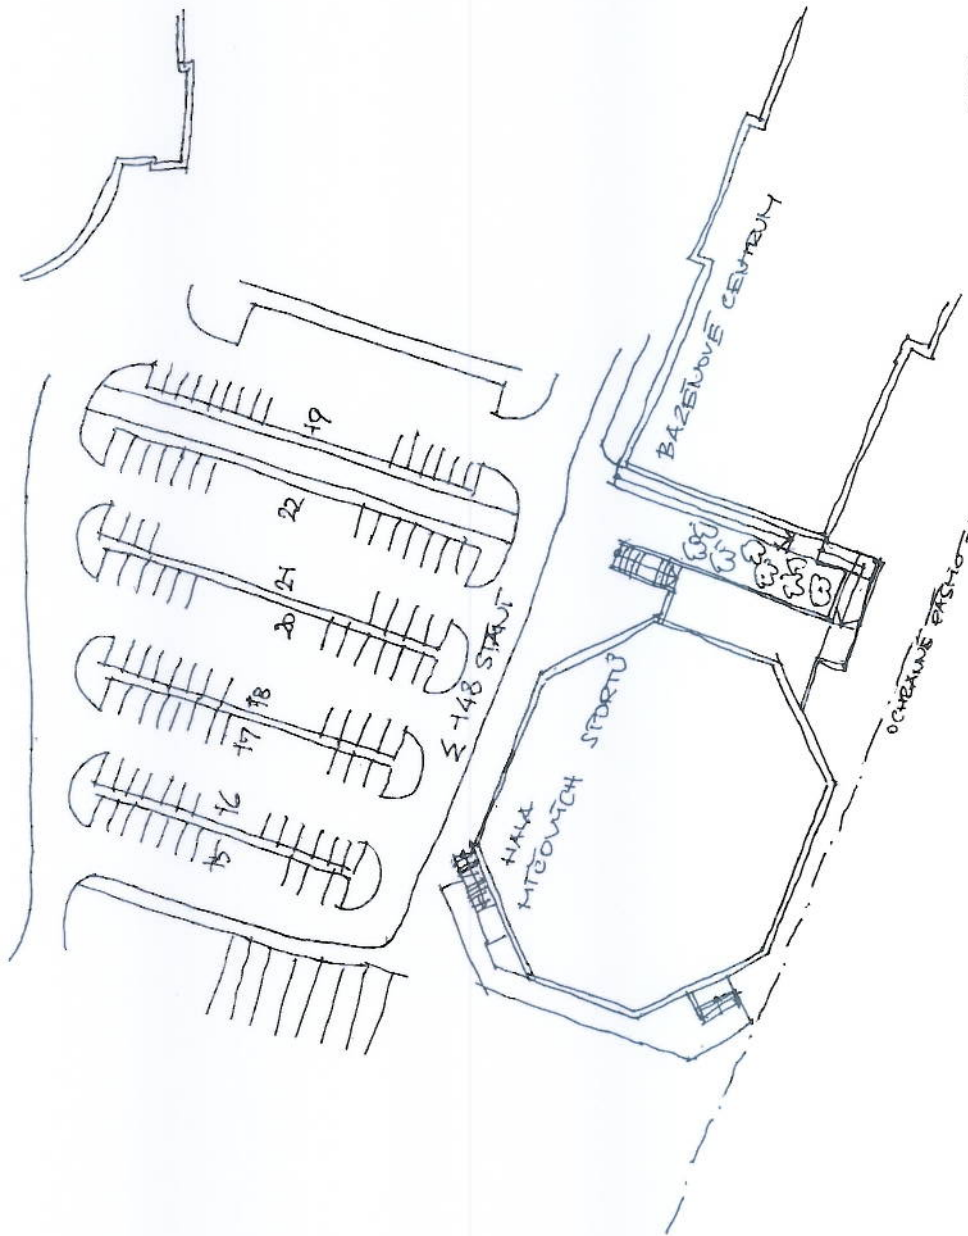 19
22
21
20
18
17
16
15
Σ 148 STÁNÍ
BAZÉNOVÉ CENTRUM
HALA
MÍČOVÝCH SPORTŮ
OCHRANNÉ PÁSMO